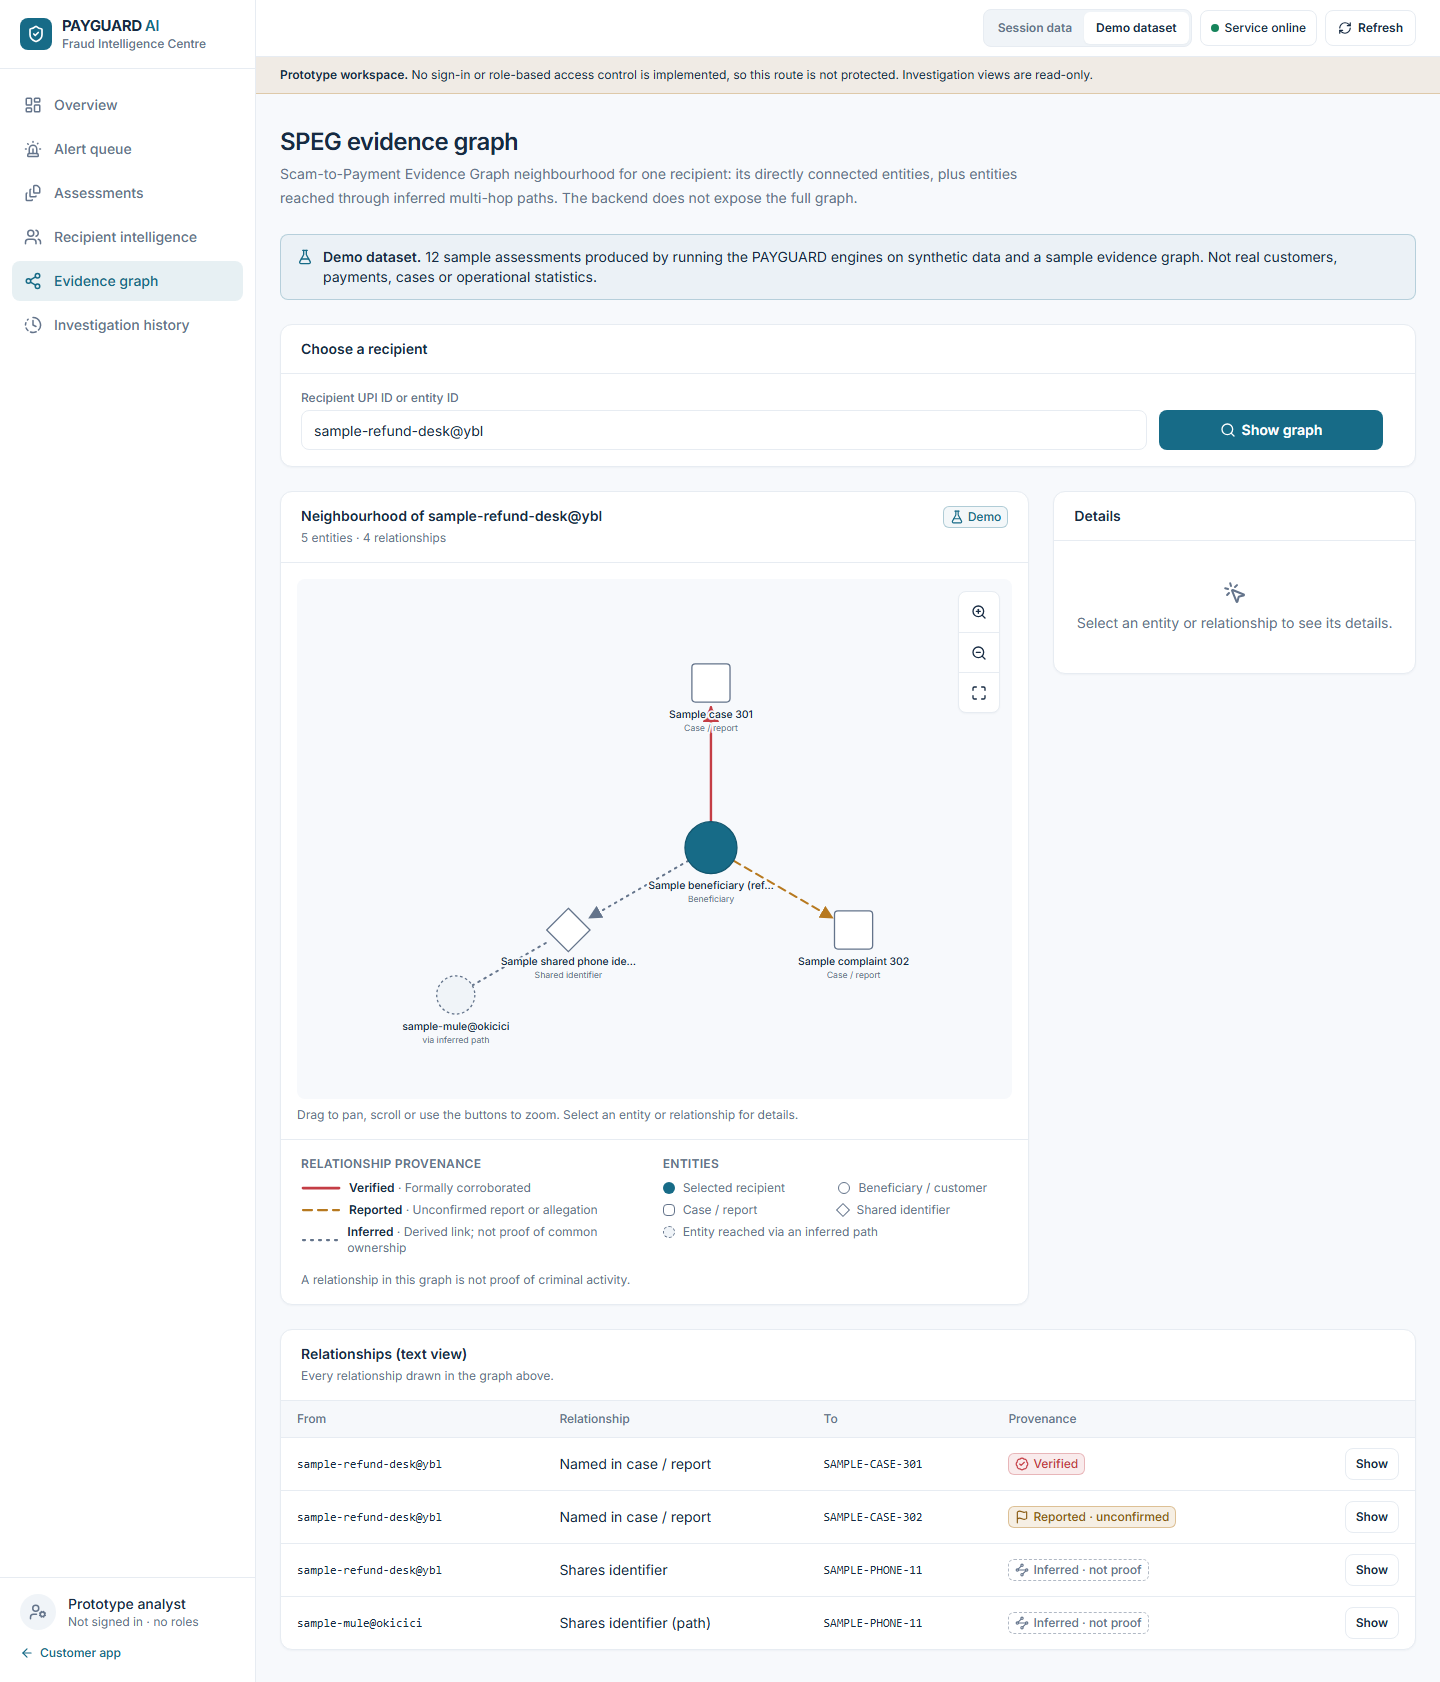 PAYGUARD AI
Fraud Intelligence Centre
Overview
Alert queue
Assessments
Recipient intelligence
Evidence graph
Investigation history
Prototype analyst
Not signed in · no roles
Customer app
Session data
Demo dataset
Service online
Refresh
Prototype workspace. No sign-in or role-based access control is implemented, so this route is not protected. Investigation views are read-only.
SPEG evidence graph
Scam-to-Payment Evidence Graph neighbourhood for one recipient: its directly connected entities, plus entities
reached through inferred multi-hop paths. The backend does not expose the full graph.
Demo dataset. 12 sample assessments produced by running the PAYGUARD engines on synthetic data and a sample evidence graph. Not real customers,
payments, cases or operational statistics.
Choose a recipient
Recipient UPI ID or entity ID
sample-refund-desk@ybl
Show graph
Neighbourhood of sample-refund-desk@ybl
5 entities · 4 relationships
Demo
Sample case 301
Case / report
Sample beneficiary (ref...
Beneficiary
Sample shared phone ide...
Shared identifier
Sample complaint 302
Case / report
sample-mule@okicici
via inferred path
Drag to pan, scroll or use the buttons to zoom. Select an entity or relationship for details.
RELATIONSHIP PROVENANCE
Verified · Formally corroborated
Reported · Unconfirmed report or allegation
Inferred · Derived link; not proof of common
ownership
ENTITIES
Selected recipient
Beneficiary / customer
Case / report
Shared identifier
Entity reached via an inferred path
A relationship in this graph is not proof of criminal activity.
Details
Select an entity or relationship to see its details.
Relationships (text view)
Every relationship drawn in the graph above.
From Relationship To Provenance
sample-refund-desk@ybl Named in case / report SAMPLE-CASE-301 Verified Show
sample-refund-desk@ybl Named in case / report SAMPLE-CASE-302 Reported · unconfirmed Show
sample-refund-desk@ybl Shares identifier SAMPLE-PHONE-11 Inferred · not proof Show
sample-mule@okicici Shares identifier (path) SAMPLE-PHONE-11 Inferred · not proof Show